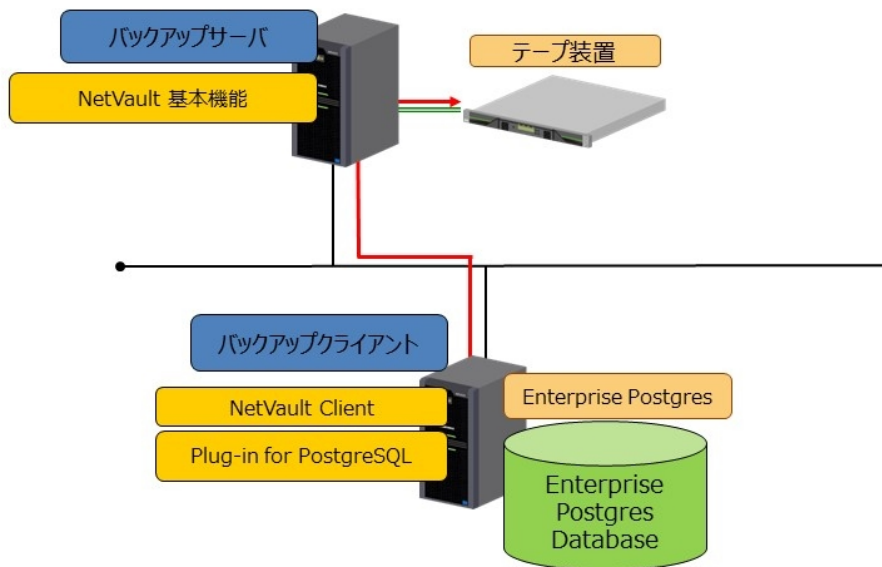 バックアップサーバ
NetVault 基本機能
テープ装置
バックアップクライアント
NetVault Client
Plug-in for PostgreSQL
Enterprise Postgres
Enterprise
Postgres
Database